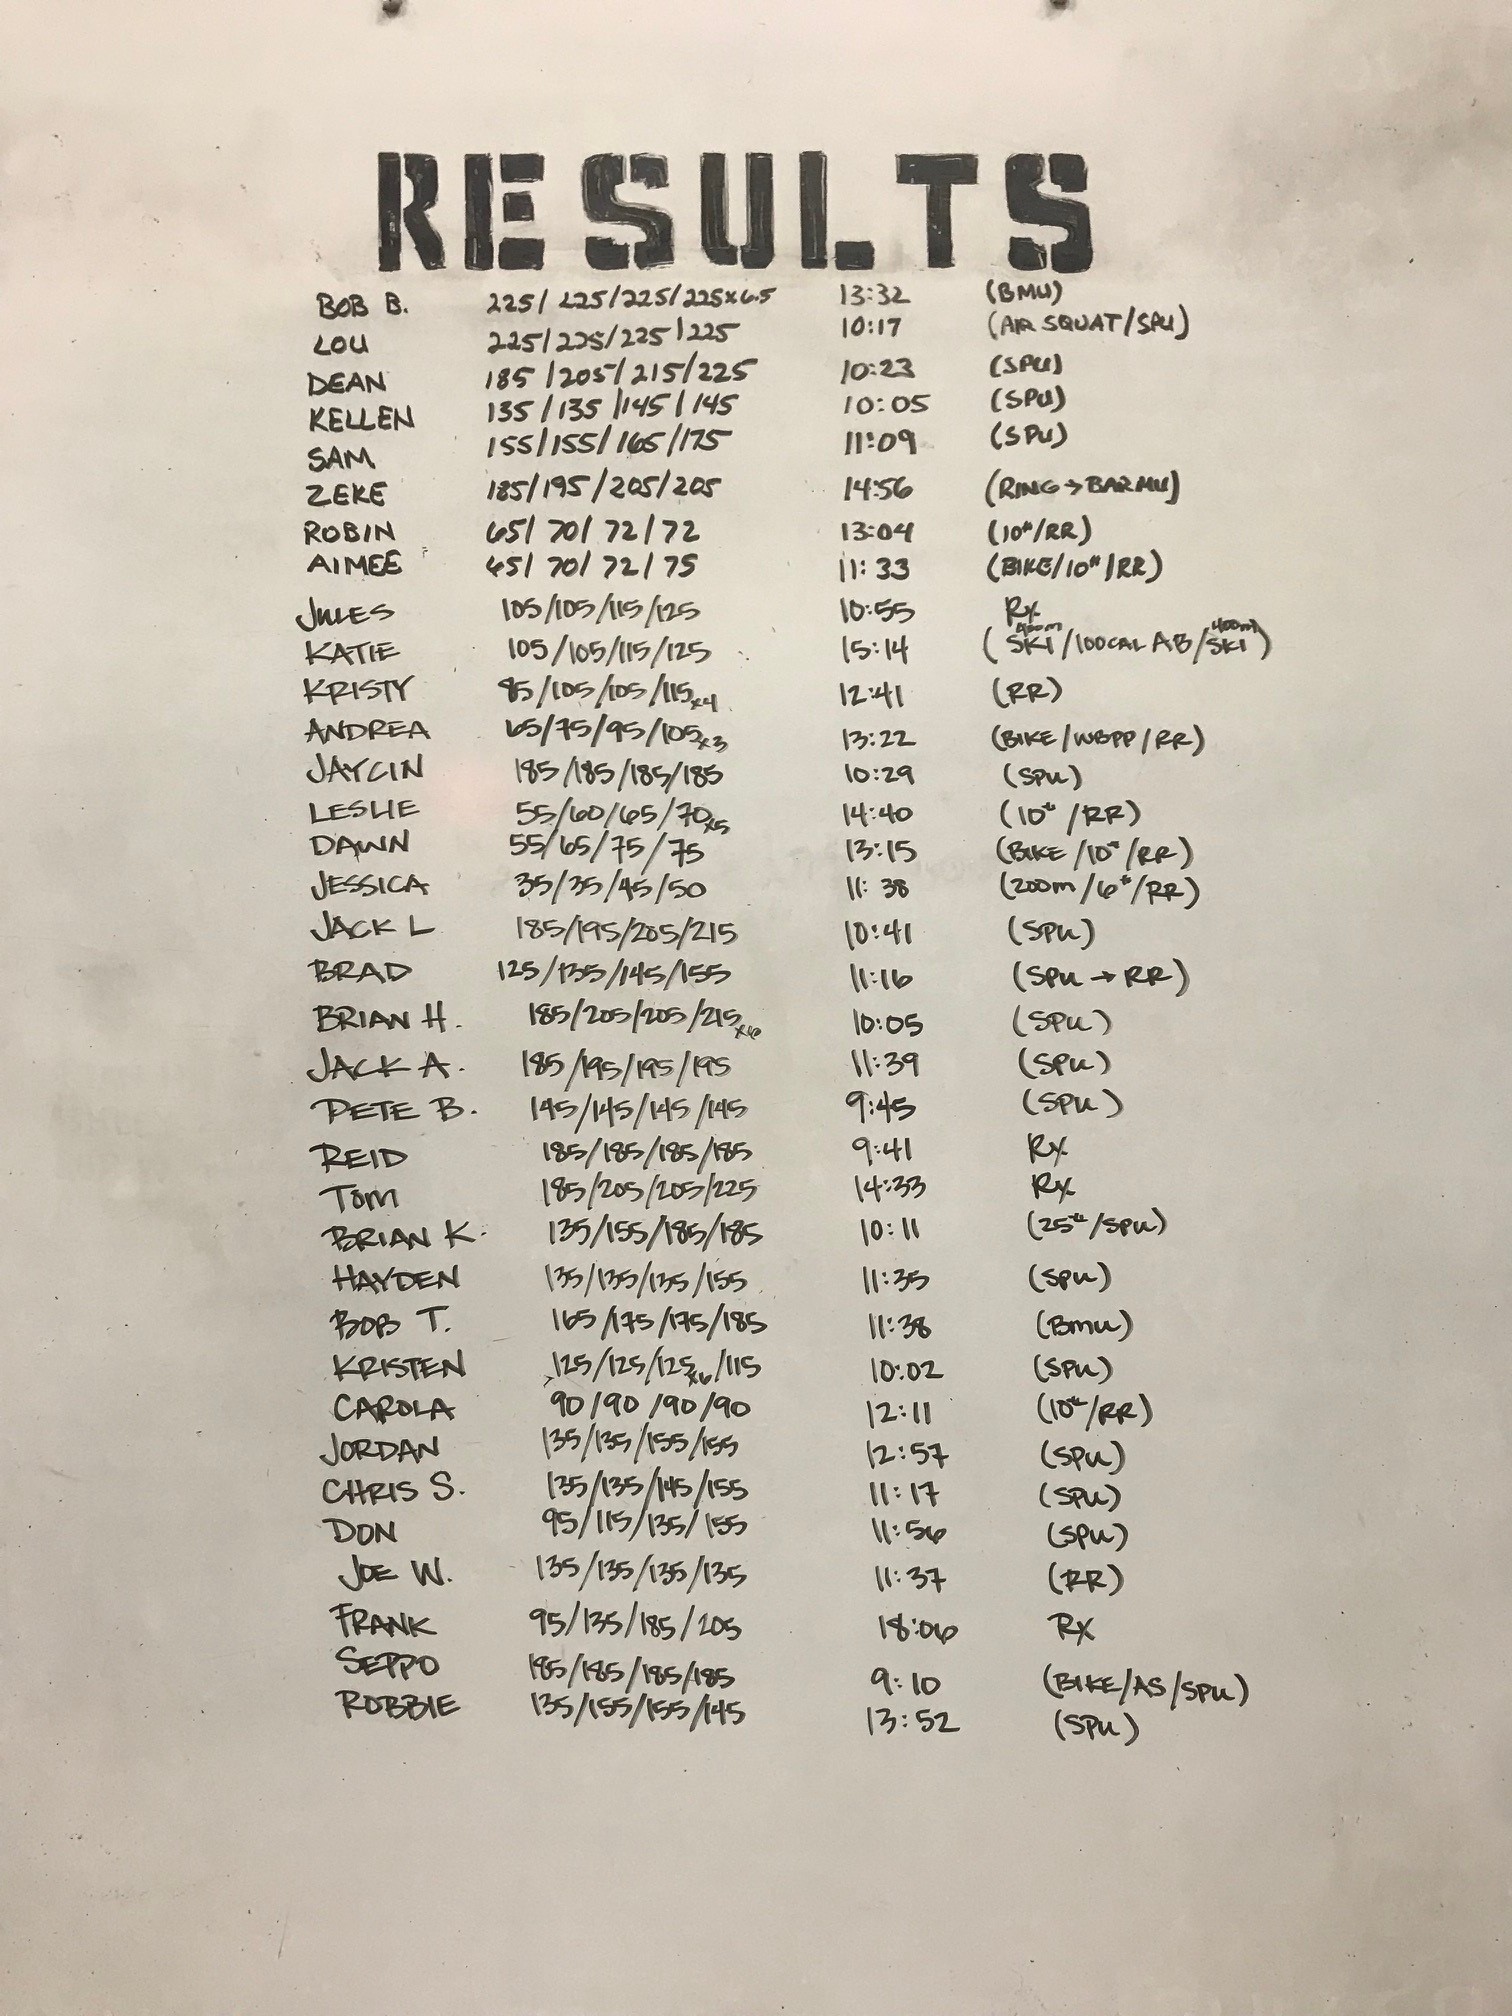 RESULTS
BOB B. 225/225/225/225x6.5 13:32 (BMU)
LOU 225/225/225/225 10:17 (AIR SQUAT/SPU)
DEAN 185/205/215/225 10:23 (SPU)
KELLEN 135/135/145/145 10:05 (SPU)
SAM 155/155/165/175 11:09 (SPU)
ZEKE 185/195/205/205 14:56 (RING→BARMU)
ROBIN 65/70/72/72 13:04 (10#/RR)
AIMEE 65/70/72/75 11:33 (BIKE/10#/RR)
JULES 105/105/115/125 10:55 Rx
KATIE 105/105/115/125 15:14 (SKI/100CAL AB/SKI 400m)
KRISTY 85/105/105/115x4 12:41 (RR)
ANDREA 65/75/95/105x3 13:22 (BIKE/WBPP/RR)
JAYCIN 185/185/185/185 10:29 (SPU)
LESLIE 55/60/65/70x5 14:40 (10#/RR)
DAWN 55/65/75/75 13:15 (BIKE/10#/RR)
JESSICA 35/35/45/50 11:38 (200m/6#/RR)
JACK L 185/195/205/215 10:41 (SPU)
BRAD 125/135/145/155 11:16 (SPU→RR)
BRIAN H. 185/205/205/215x6 10:05 (SPU)
JACK A. 185/195/195/195 11:39 (SPU)
PETE B. 145/145/145/145 9:45 (SPU)
REID 185/185/185/185 9:41 Rx
TOM 185/205/205/225 14:33 Rx
BRIAN K. 135/155/185/185 10:11 (25#/SPU)
HAYDEN 135/135/135/155 11:35 (SPU)
BOB T. 165/175/175/185 11:38 (BMU)
KRISTEN 125/125/125x6/115 10:02 (SPU)
CAROLA 90/90/90/90 12:11 (10#/RR)
JORDAN 135/135/155/155 12:57 (SPU)
CHRIS S. 135/135/145/155 11:17 (SPU)
DON 95/115/135/155 11:56 (SPU)
JOE W. 135/135/135/135 11:37 (RR)
FRANK 95/135/185/205 18:06 Rx
SEPPO 185/185/185/185 9:10 (BIKE/AS/SPU)
ROBBIE 135/155/155/145 13:52 (SPU)